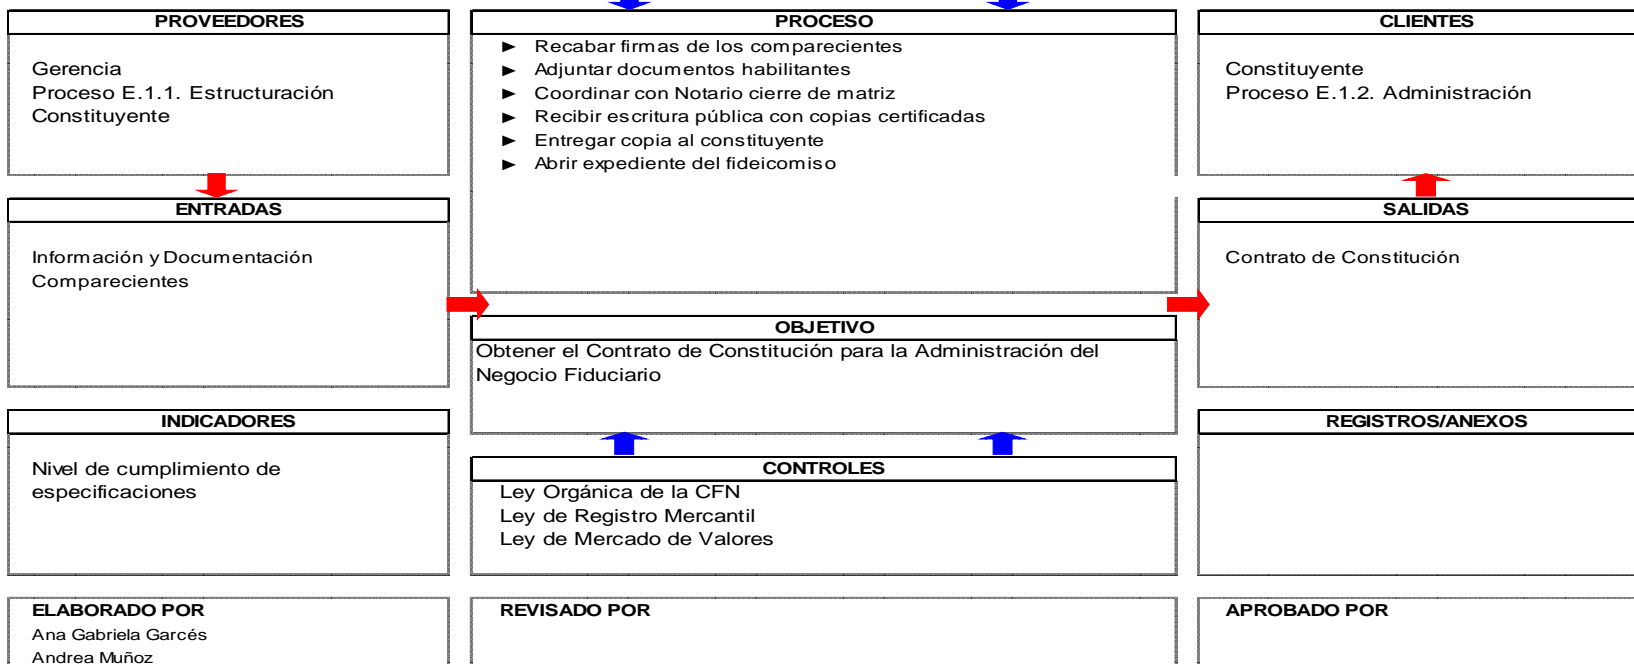 PROVEEDORES
Gerencia
Proceso E.1.1. Estructuración
Constituyente
PROCESO
► Recabar firmas de los comparecientes
► Adjuntar documentos habilitantes
► Coordinar con Notario cierre de matriz
► Recibir escritura pública con copias certificadas
► Entregar copia al constituyente
► Abrir expediente del fideicomiso
CLIENTES
Constituyente
Proceso E.1.2. Administración
ENTRADAS
Información y Documentación
Comparecientes
SALIDAS
Contrato de Constitución
OBJETIVO
Obtener el Contrato de Constitución para la Administración del
Negocio Fiduciario
INDICADORES
Nivel de cumplimiento de
especificaciones
CONTROLES
Ley Orgánica de la CFN
Ley de Registro Mercantil
Ley de Mercado de Valores
REGISTROS/ANEXOS
ELABORADO POR
Ana Gabriela Garcés
Andrea Muñoz
REVISADO POR
APROBADO POR